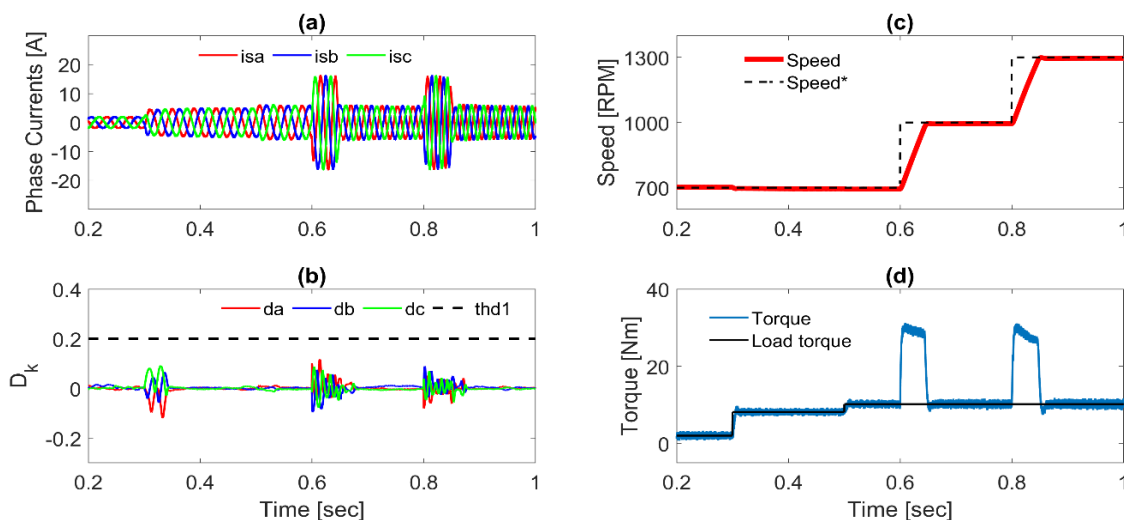 (a)
isa isb isc
Phase Currents [A]
20
10
0
-10
-20
0.2 0.4 0.6 0.8 1
(b)
da db dc thd1
D_k
0.4
0.2
0
-0.2
0.2 0.4 0.6 0.8 1
Time [sec]
(c)
Speed
Speed*
Speed [RPM]
1300
1000
700
0.2 0.4 0.6 0.8 1
(d)
Torque
Load torque
Torque [Nm]
40
20
0
0.2 0.4 0.6 0.8 1
Time [sec]